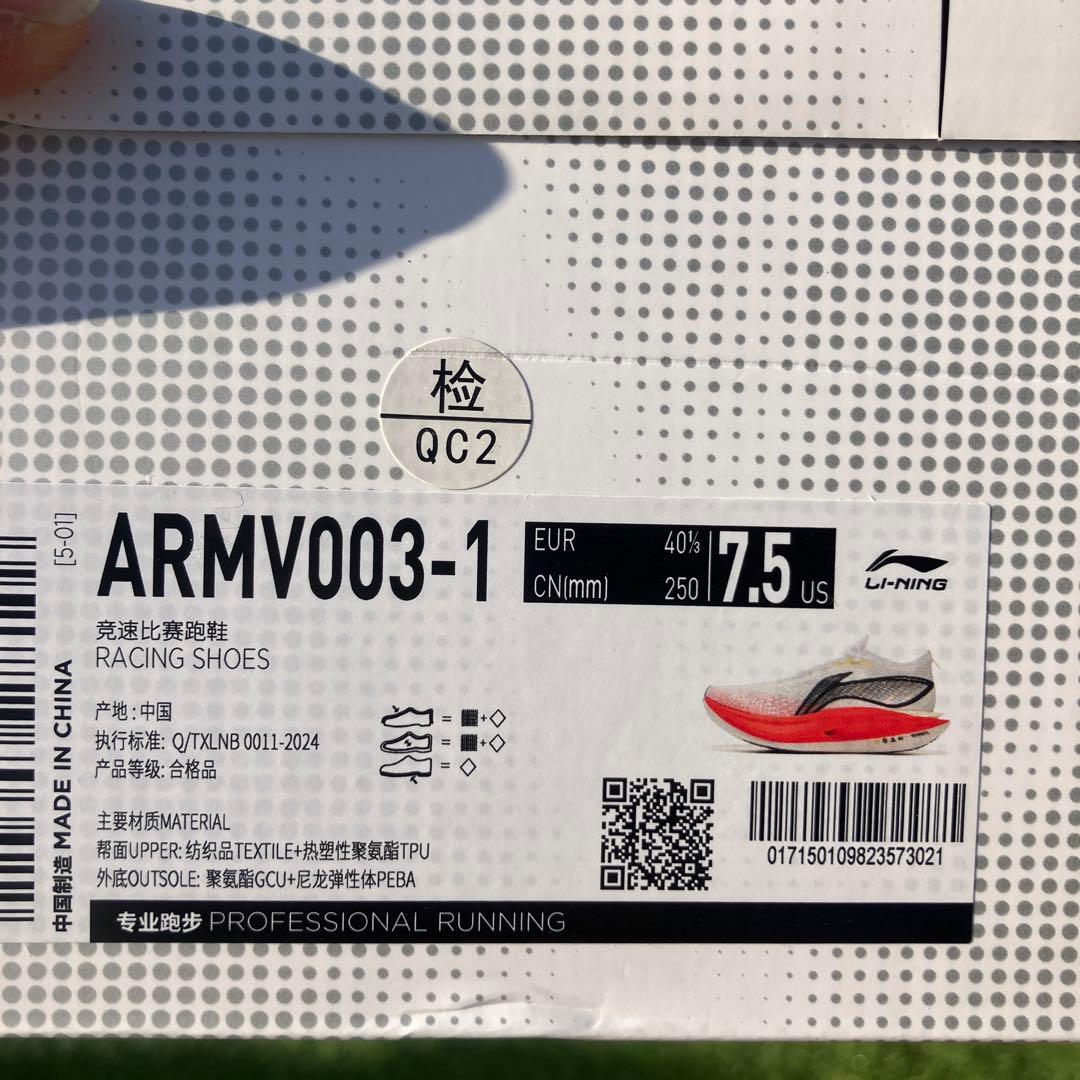 检
QC2
[5-01]
中国制造 MADE IN CHINA
ARMV003-1
EUR 40⅓
CN(mm) 250
7.5 US
LI-NING
竞速比赛跑鞋
RACING SHOES
产地:中国
执行标准: Q/TXLNB 0011-2024
产品等级:合格品
主要材质MATERIAL
帮面UPPER: 纺织品TEXTILE+热塑性聚氨酯TPU
外底OUTSOLE: 聚氨酯GCU+尼龙弹性体PEBA
017150109823573021
专业跑步 PROFESSIONAL RUNNING